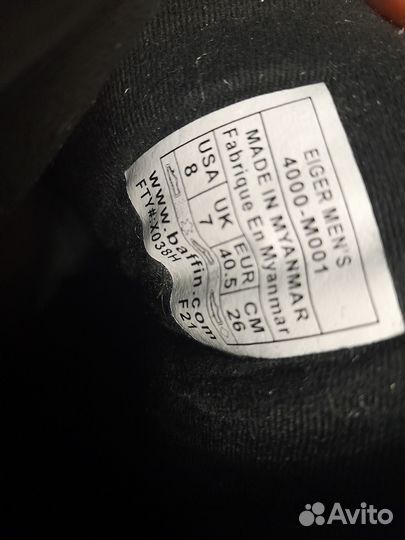 EIGER MEN'S
4000-M001
MADE IN MYANMAR
Fabrique En Myanmar
USA UK EUR CM
8 7 40.5 26
www.baffin.com
FTY#:X038H F21
Avito